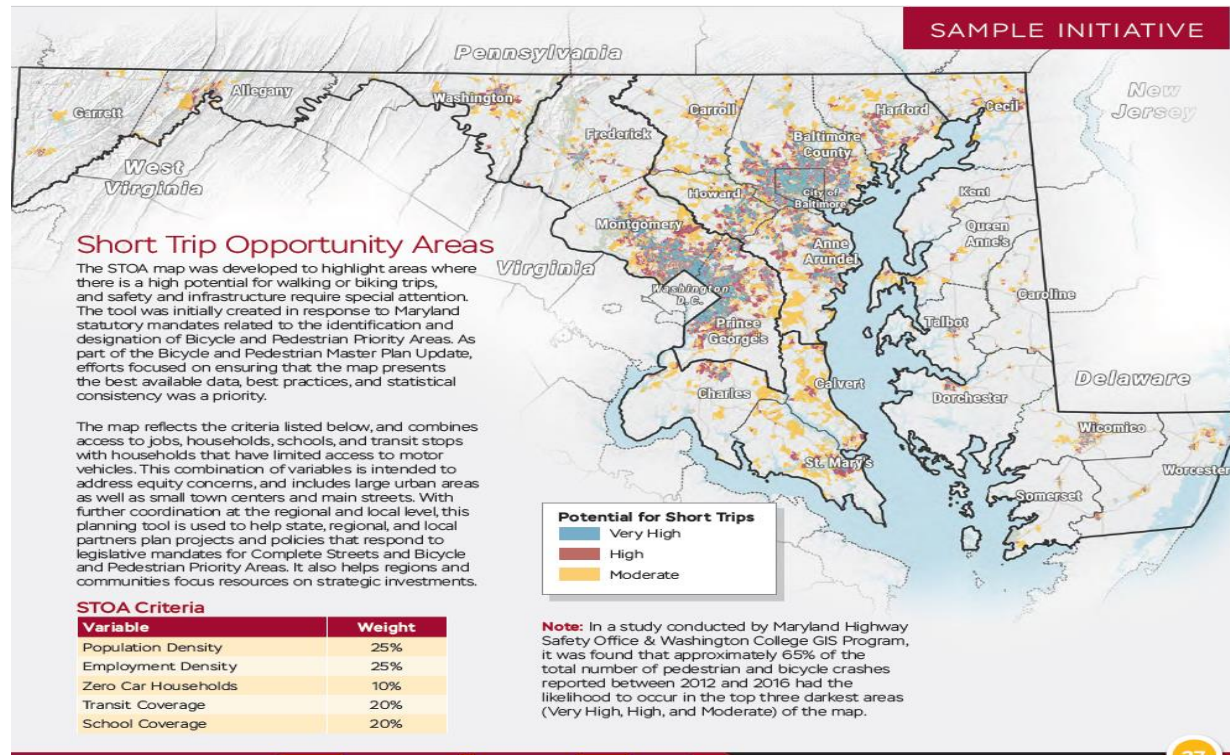 SAMPLE INITIATIVE
Pennsylvania
New
Jersey
Garrett
Allegany
Washington
Frederick
Carroll
Baltimore
County
Harford
Cecil
West
Virginia
Howard
City of
Baltimore
Kent
Montgomery
Queen
Anne's
Anne
Arundel
Virginia
Washington
D.C.
Caroline
Prince
George's
Talbot
Charles
Calvert
Delaware
Dorchester
Wicomico
St. Mary's
Worcester
Somerset
Short Trip Opportunity Areas
The STOA map was developed to highlight areas where
there is a high potential for walking or biking trips,
and safety and infrastructure require special attention.
The tool was initially created in response to Maryland
statutory mandates related to the identification and
designation of Bicycle and Pedestrian Priority Areas. As
part of the Bicycle and Pedestrian Master Plan Update,
efforts focused on ensuring that the map presents
the best available data, best practices, and statistical
consistency was a priority.
The map reflects the criteria listed below, and combines
access to jobs, households, schools, and transit stops
with households that have limited access to motor
vehicles. This combination of variables is intended to
address equity concerns, and includes large urban areas
as well as small town centers and main streets. With
further coordination at the regional and local level, this
planning tool is used to help state, regional, and local
partners plan projects and policies that respond to
legislative mandates for Complete Streets and Bicycle
and Pedestrian Priority Areas. It also helps regions and
communities focus resources on strategic investments.
STOA Criteria
Variable Weight
Population Density 25%
Employment Density 25%
Zero Car Households 10%
Transit Coverage 20%
School Coverage 20%
Potential for Short Trips
Very High
High
Moderate
Note: In a study conducted by Maryland Highway
Safety Office & Washington College GIS Program,
it was found that approximately 65% of the
total number of pedestrian and bicycle crashes
reported between 2012 and 2016 had the
likelihood to occur in the top three darkest areas
(Very High, High, and Moderate) of the map.